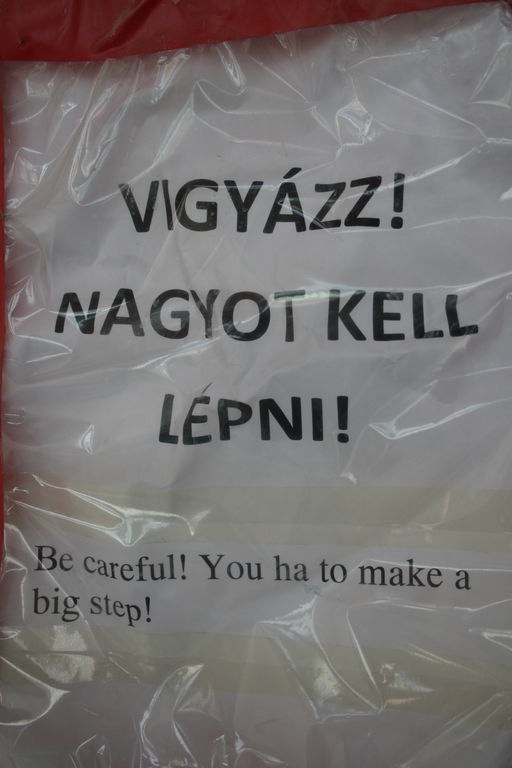 VIGYÁZZ!
NAGYOT KELL
LÉPNI!
Be careful! You ha to make a
big step!